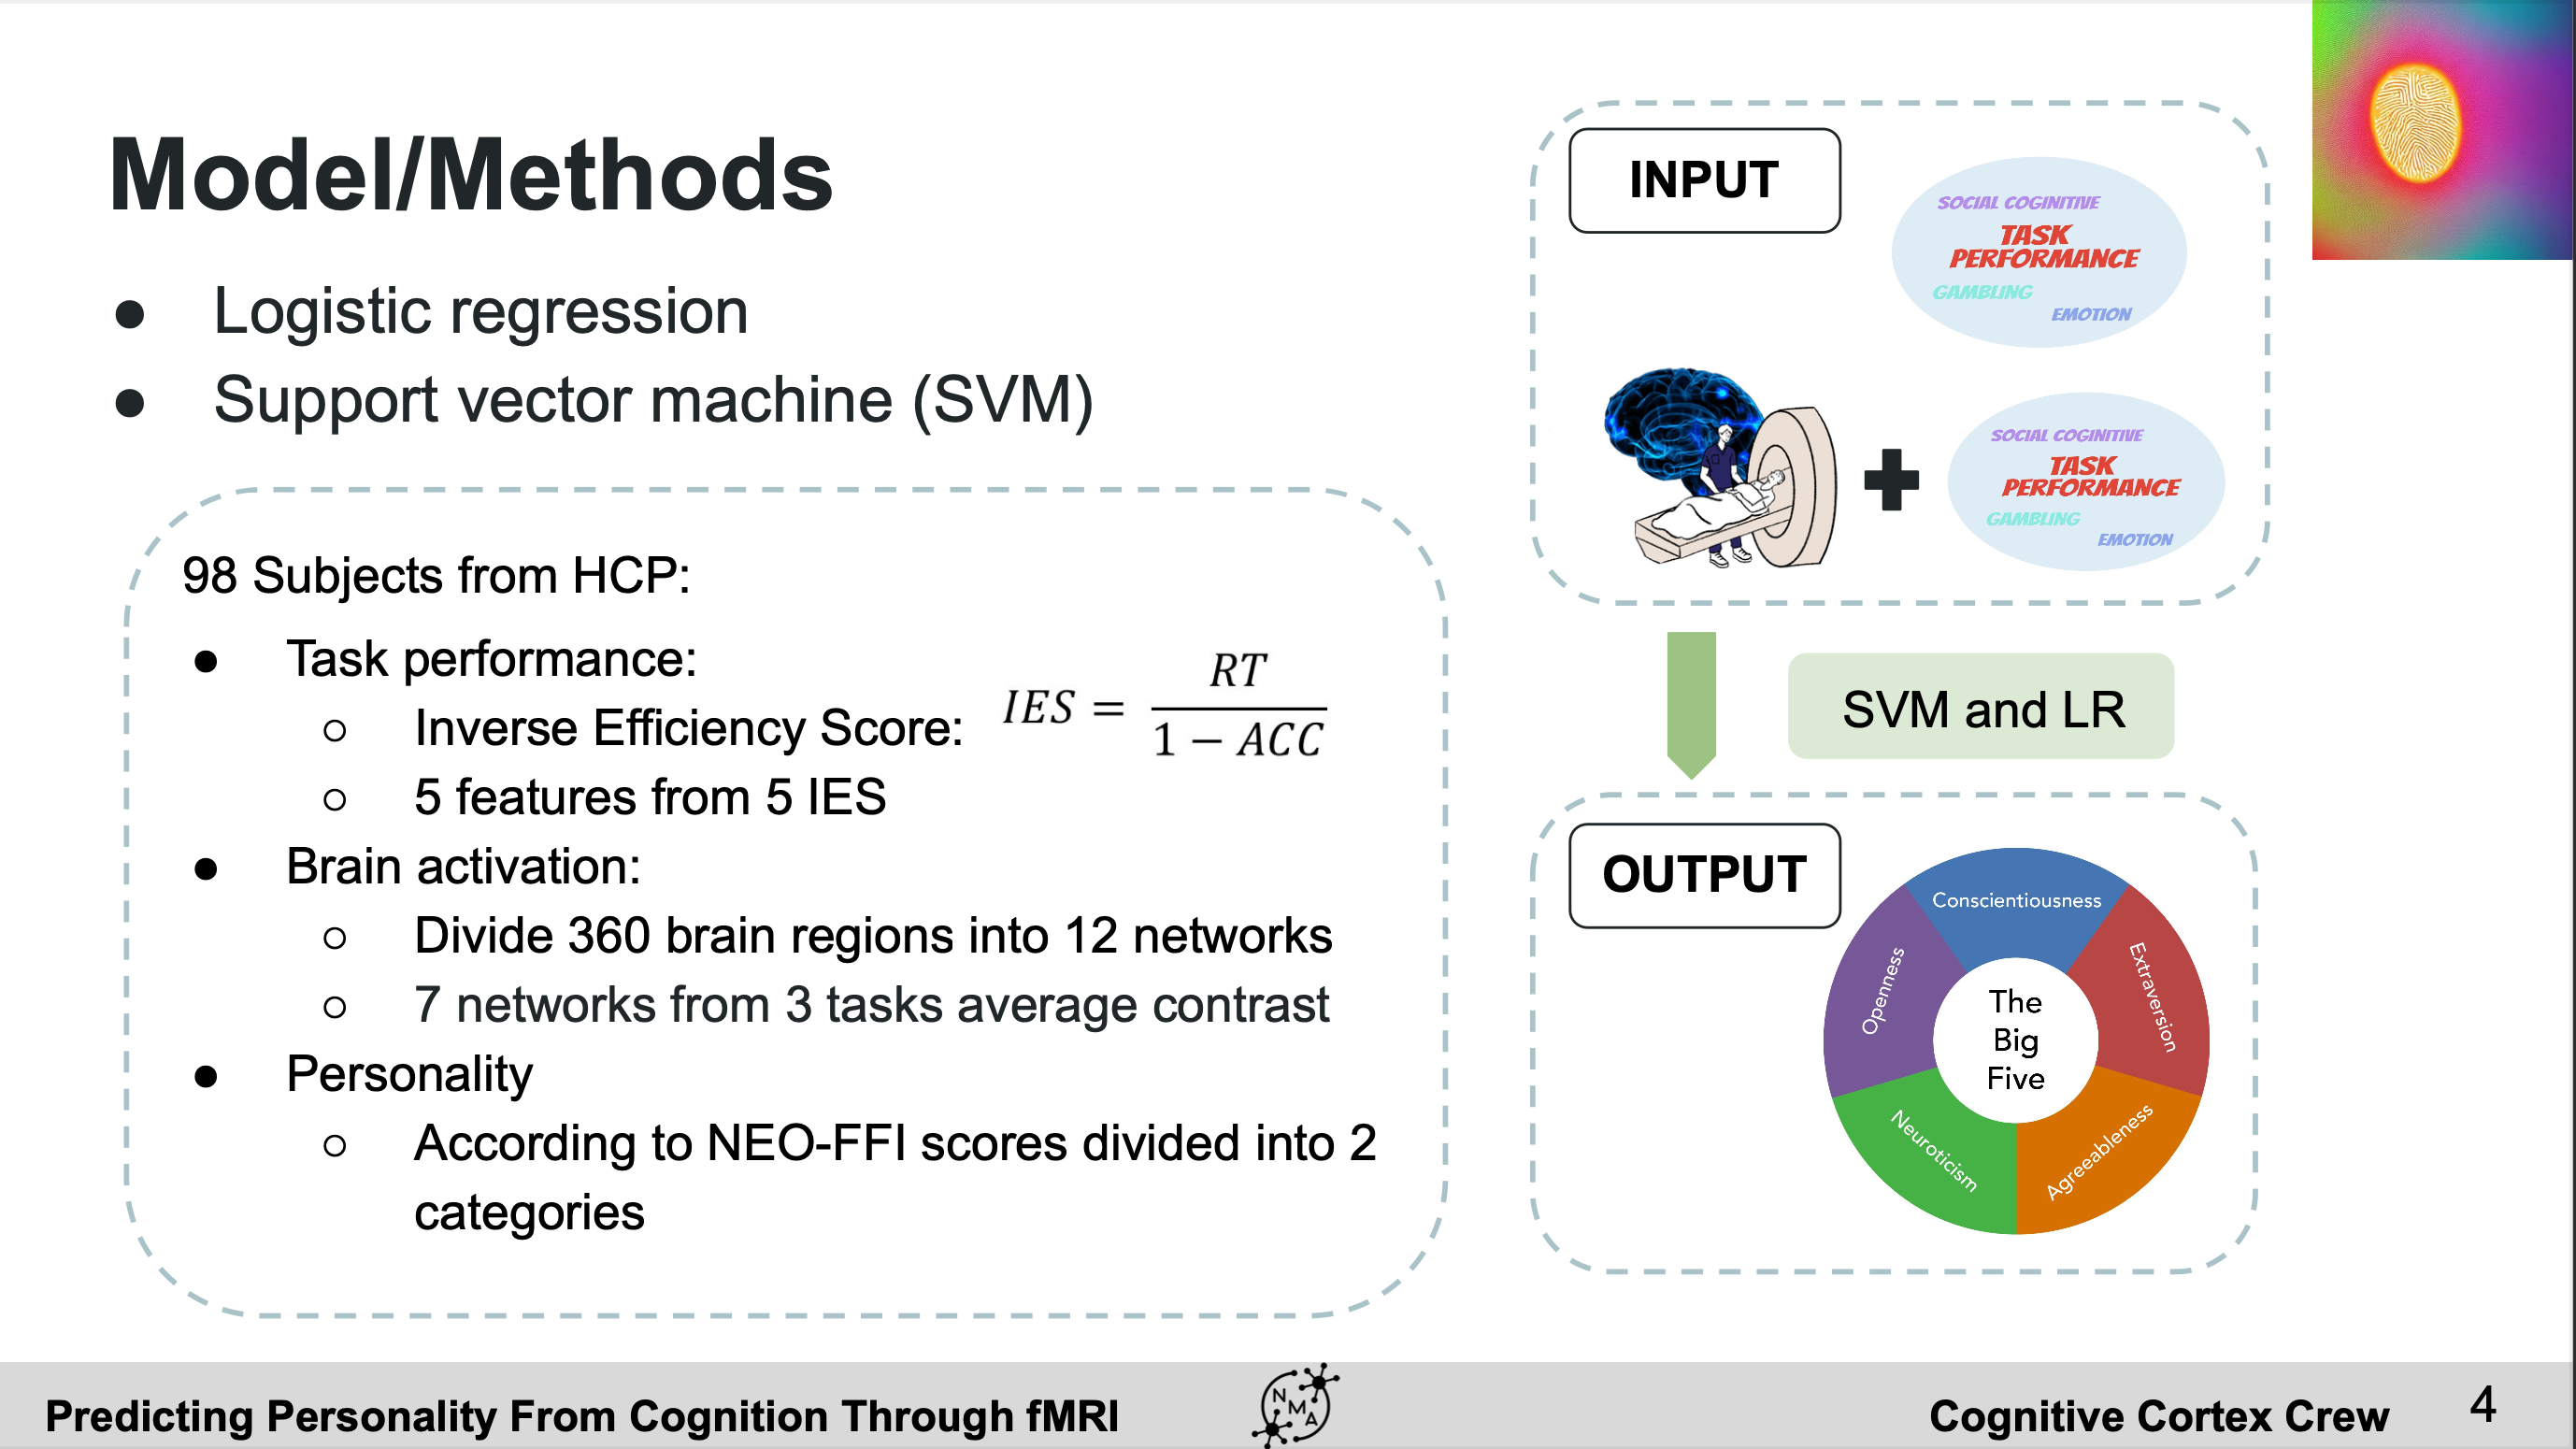 Model/Methods
● Logistic regression
● Support vector machine (SVM)
98 Subjects from HCP:
● Task performance:
○ Inverse Efficiency Score: IES = RT / (1 − ACC)
○ 5 features from 5 IES
● Brain activation:
○ Divide 360 brain regions into 12 networks
○ 7 networks from 3 tasks average contrast
● Personality
○ According to NEO-FFI scores divided into 2
categories
INPUT
SOCIAL COGINITIVE
TASK
PERFORMANCE
GAMBLING
EMOTION
SOCIAL COGINITIVE
TASK
PERFORMANCE
GAMBLING
EMOTION
SVM and LR
OUTPUT
Conscientiousness
Extraversion
Agreeableness
Neuroticism
Openness
The
Big
Five
Predicting Personality From Cognition Through fMRI
NMA
Cognitive Cortex Crew
4